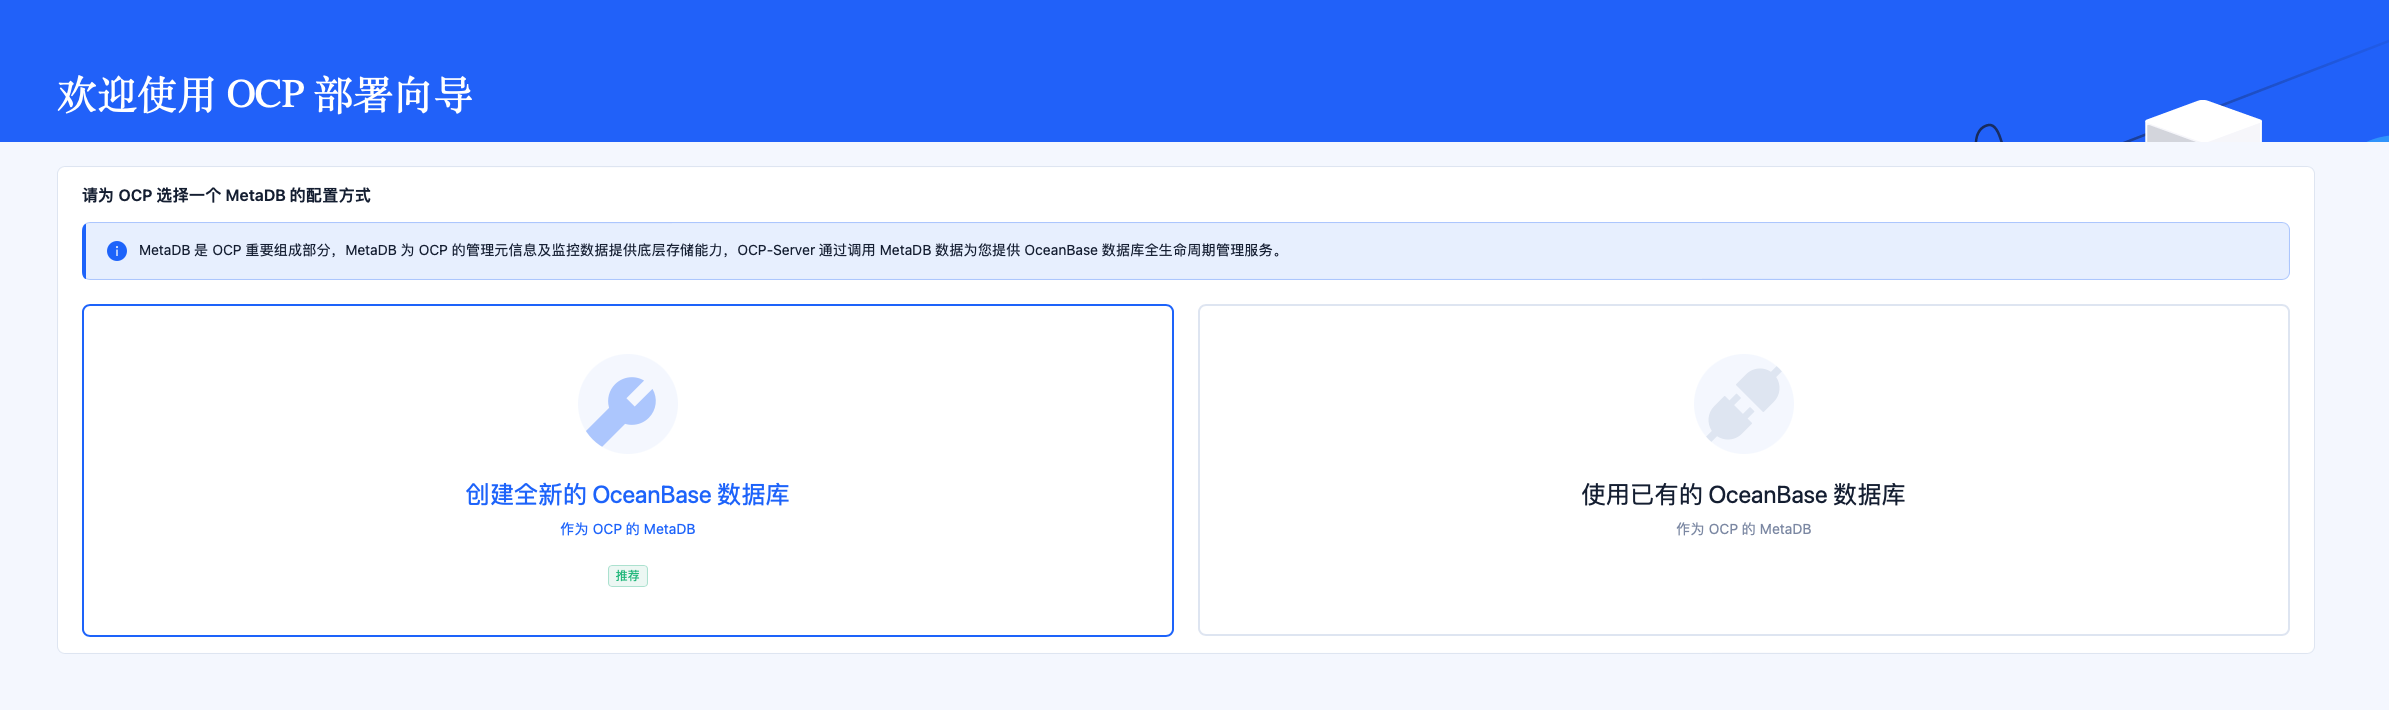 欢迎使用 OCP 部署向导
请为 OCP 选择一个 MetaDB 的配置方式
MetaDB 是 OCP 重要组成部分，MetaDB 为 OCP 的管理元信息及监控数据提供底层存储能力，OCP-Server 通过调用 MetaDB 数据为您提供 OceanBase 数据库全生命周期管理服务。
创建全新的 OceanBase 数据库
作为 OCP 的 MetaDB
推荐
使用已有的 OceanBase 数据库
作为 OCP 的 MetaDB